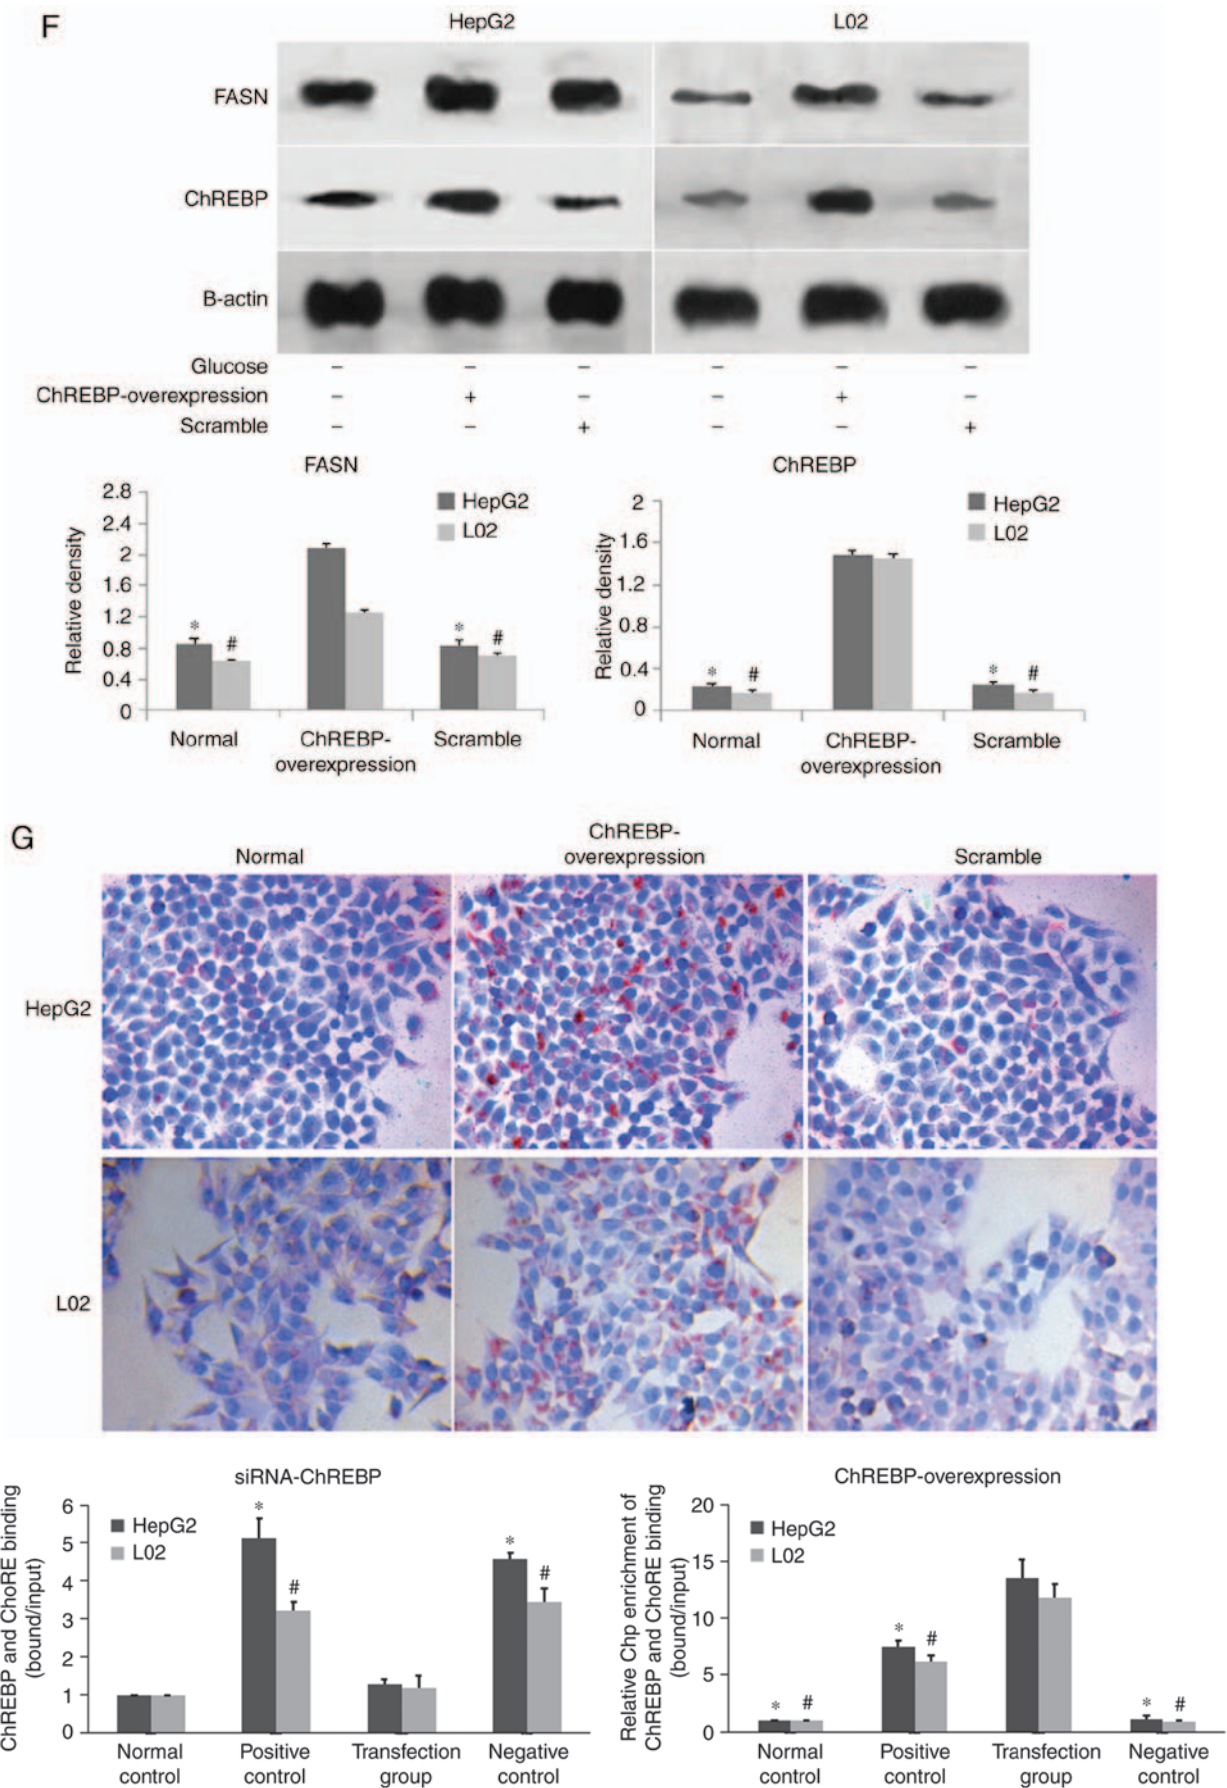 F
HepG2 L02
FASN
ChREBP
B-actin
Glucose – – – – – –
ChREBP-overexpression – + – – + –
Scramble – – + – – +
FASN
Relative density
2.8
2.4
2
1.6
1.2
0.8
0.4
0
HepG2
L02
* # * #
Normal ChREBP- Scramble
overexpression
ChREBP
Relative density
2
1.6
1.2
0.8
0.4
0
HepG2
L02
* # * #
Normal ChREBP- Scramble
overexpression
G
Normal ChREBP- Scramble
overexpression
HepG2
L02
siRNA-ChREBP
ChREBP and ChoRE binding
(bound/input)
6
5
4
3
2
1
0
HepG2
L02
* # * #
Normal Positive Transfection Negative
control control group control
ChREBP-overexpression
Relative Chp enrichment of
ChREBP and ChoRE binding
(bound/input)
20
15
10
5
0
HepG2
L02
* # * # * #
Normal Positive Transfection Negative
control control group control